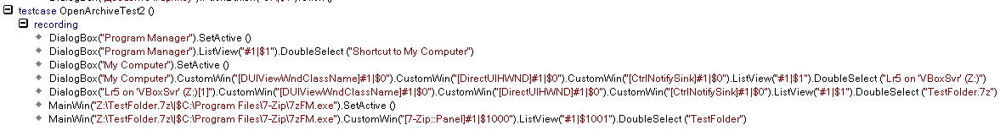 testcase OpenArchiveTest2 ()
recording
DialogBox("Program Manager").SetActive ()
DialogBox("Program Manager").ListView("#1|$1").DoubleSelect ("Shortcut to My Computer")
DialogBox("My Computer").SetActive ()
DialogBox("My Computer").CustomWin("[DUIViewWndClassName]#1|$0").CustomWin("[DirectUIHWND]#1|$0").CustomWin("[CtrlNotifySink]#1|$0").ListView("#1|$1").DoubleSelect ("Lr5 on 'VBoxSvr' (Z:)")
DialogBox("Lr5 on 'VBoxSvr' (Z:)[1]").CustomWin("[DUIViewWndClassName]#1|$0").CustomWin("[DirectUIHWND]#1|$0").CustomWin("[CtrlNotifySink]#1|$0").ListView("#1|$1").DoubleSelect ("TestFolder.7z")
MainWin("Z:\TestFolder.7z\|$C:\Program Files\7-Zip\7zFM.exe").SetActive ()
MainWin("Z:\TestFolder.7z\|$C:\Program Files\7-Zip\7zFM.exe").CustomWin("[7-Zip::Panel]#1|$1000").ListView("#1|$1001").DoubleSelect ("TestFolder")